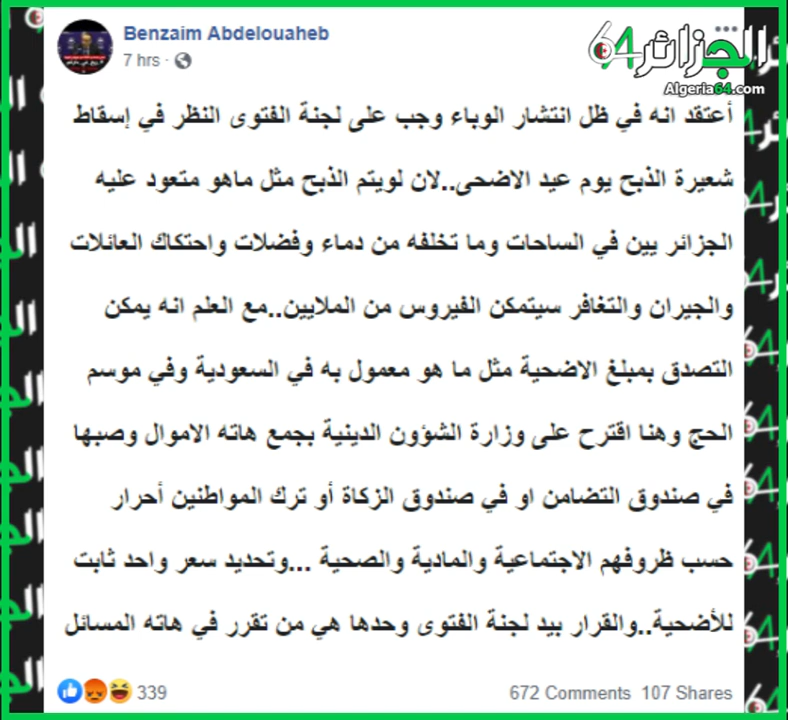 Benzaim Abdelouaheb
7 hrs ·
الجزائر 64
Algeria64.com
أعتقد انه في ظل انتشار الوباء وجب على لجنة الفتوى النظر في إسقاط
شعيرة الذبح يوم عيد الاضحى..لان لويتم الذبح مثل ماهو متعود عليه
الجزائر يين في الساحات وما تخلفه من دماء وفضلات واحتكاك العائلات
والجيران والتغافر سيتمكن الفيروس من الملايين..مع العلم انه يمكن
التصدق بمبلغ الاضحية مثل ما هو معمول به في السعودية وفي موسم
الحج وهنا اقترح على وزارة الشؤون الدينية بجمع هاته الاموال وصبها
في صندوق التضامن او في صندوق الزكاة أو ترك المواطنين أحرار
حسب ظروفهم الاجتماعية والمادية والصحية ...وتحديد سعر واحد ثابت
للأضحية..والقرار بيد لجنة الفتوى وحدها هي من تقرر في هاته المسائل
339
672 Comments 107 Shares